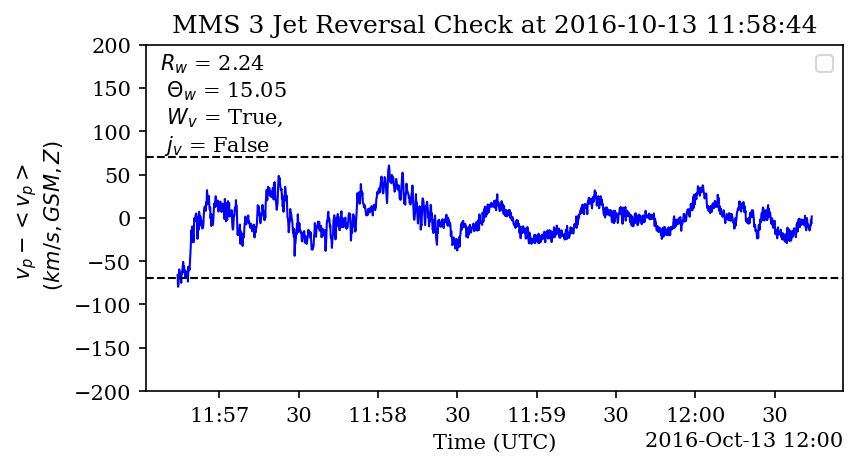 MMS 3 Jet Reversal Check at 2016-10-13 11:58:44
R_w = 2.24
Θ_w = 15.05
W_v = True,
j_v = False
v_p − < v_p >
(km/s, GSM, Z)
200
150
100
50
0
−50
−100
−150
−200
11:57 30 11:58 30 11:59 30 12:00 30
Time (UTC)
2016-Oct-13 12:00